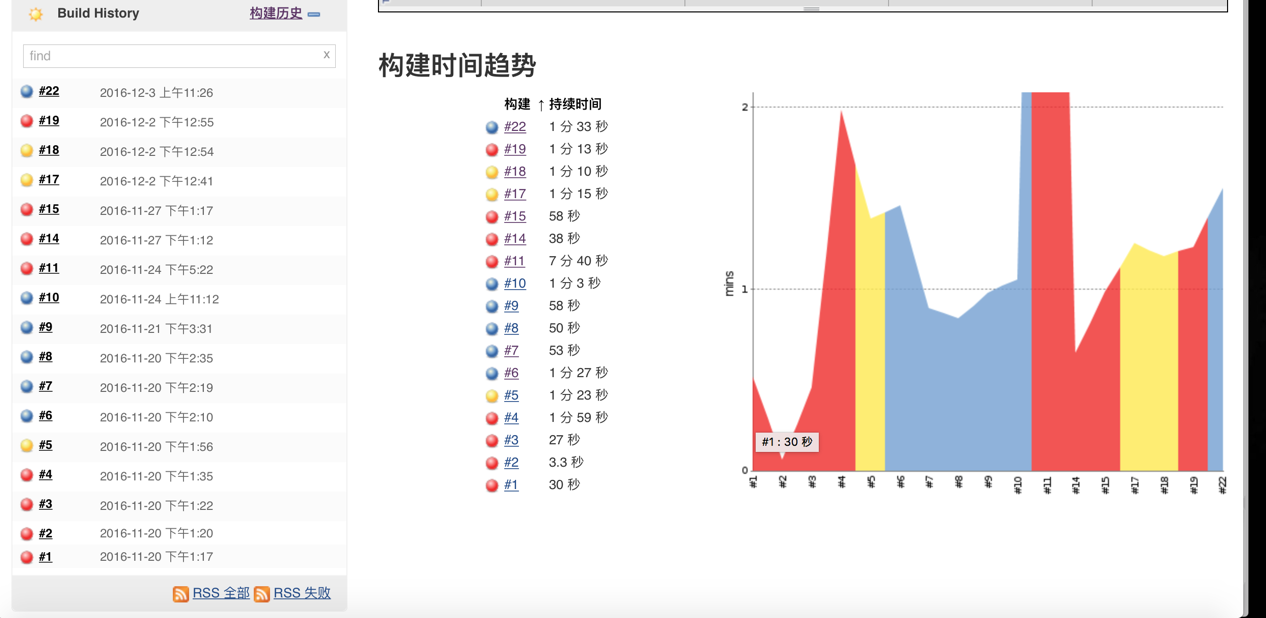 Build History 构建历史
find x
#22 2016-12-3 上午11:26
#19 2016-12-2 下午12:55
#18 2016-12-2 下午12:54
#17 2016-12-2 下午12:41
#15 2016-11-27 下午1:17
#14 2016-11-27 下午1:12
#11 2016-11-24 下午5:22
#10 2016-11-24 上午11:12
#9 2016-11-21 下午3:31
#8 2016-11-20 下午2:35
#7 2016-11-20 下午2:19
#6 2016-11-20 下午2:10
#5 2016-11-20 下午1:56
#4 2016-11-20 下午1:35
#3 2016-11-20 下午1:22
#2 2016-11-20 下午1:20
#1 2016-11-20 下午1:17
RSS 全部 RSS 失败
构建时间趋势
构建 ↑ 持续时间
#22 1 分 33 秒
#19 1 分 13 秒
#18 1 分 10 秒
#17 1 分 15 秒
#15 58 秒
#14 38 秒
#11 7 分 40 秒
#10 1 分 3 秒
#9 58 秒
#8 50 秒
#7 53 秒
#6 1 分 27 秒
#5 1 分 23 秒
#4 1 分 59 秒
#3 27 秒
#2 3.3 秒
#1 30 秒
2
1
0
mins
#1 : 30 秒
#1 #2 #3 #4 #5 #6 #7 #8 #9 #10 #11 #14 #15 #17 #18 #19 #22